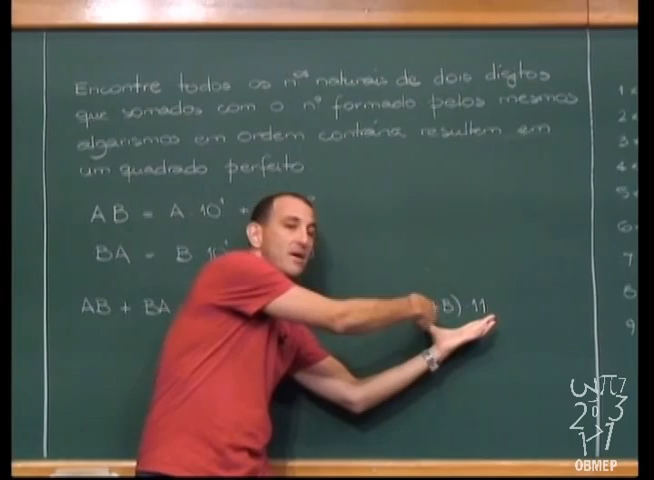 Encontre todos os nºs naturais de dois dígitos
que somados com o nº formado pelos mesmos
algarismos em ordem contrária resultem em
um quadrado perfeito
AB = A · 10¹ +
BA = B · 10¹
AB + BA
+ B) · 11
1
2
3
4
5
6
7
8
9
OBMEP